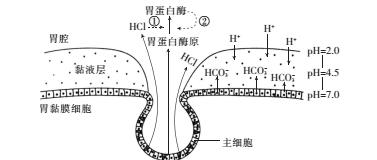 胃蛋白酶
HCl ① ②
胃蛋白酶原
胃腔
HCl
H⁺ H⁺ H⁺
pH=2.0
黏液层
HCO₃⁻ HCO₃⁻ HCO₃⁻
pH=4.5
pH=7.0
胃黏膜细胞
主细胞